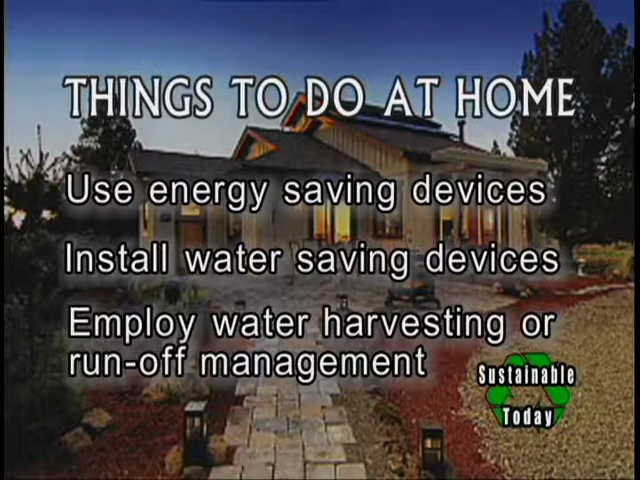 THINGS TO DO AT HOME
Use energy saving devices
Install water saving devices
Employ water harvesting or
run-off management
Sustainable
Today